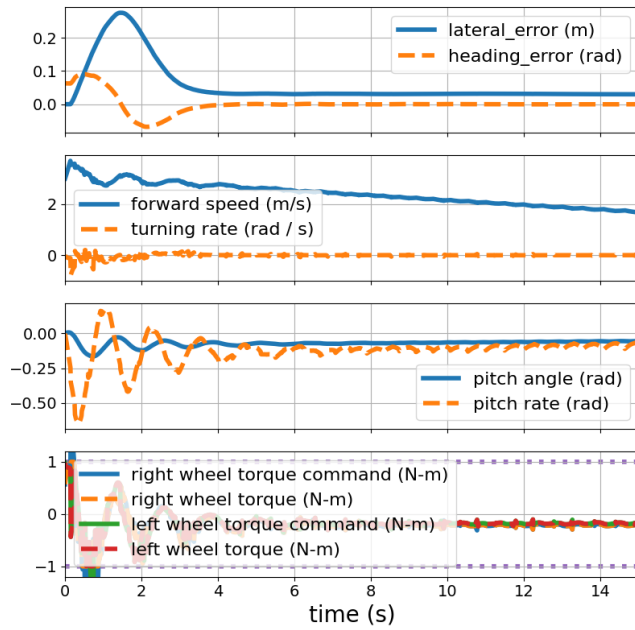 0.2
0.1
0.0
lateral_error (m)
heading_error (rad)
2
0
forward speed (m/s)
turning rate (rad / s)
0.00
−0.25
−0.50
pitch angle (rad)
pitch rate (rad)
1
0
−1
right wheel torque command (N-m)
right wheel torque (N-m)
left wheel torque command (N-m)
left wheel torque (N-m)
0 2 4 6 8 10 12 14
time (s)